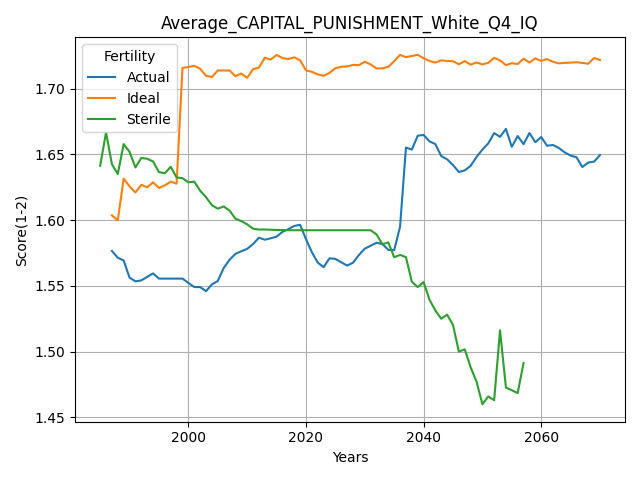 Average_CAPITAL_PUNISHMENT_White_Q4_IQ
Fertility
Actual
Ideal
Sterile
Score(1-2)
1.70
1.65
1.60
1.55
1.50
1.45
2000
2020
2040
2060
Years